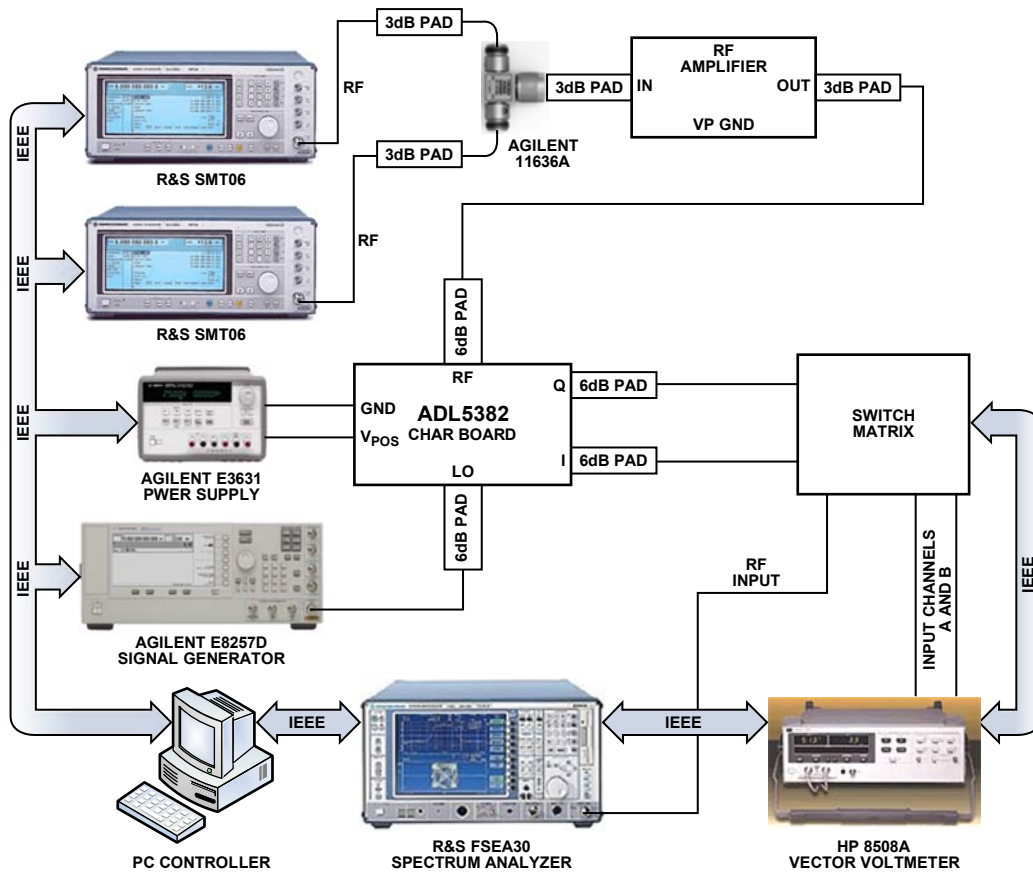 3dB PAD
RF
AMPLIFIER
RF
3dB PAD
IN
OUT
3dB PAD
VP GND
IEEE
3dB PAD
AGILENT
11636A
R&S SMT06
RF
IEEE
R&S SMT06
6dB PAD
RF
Q
6dB PAD
GND
ADL5382
CHAR BOARD
SWITCH
MATRIX
IEEE
VPOS
I
6dB PAD
LO
AGILENT E3631
PWER SUPPLY
6dB PAD
RF
INPUT
INPUT CHANNELS
A AND B
IEEE
IEEE
AGILENT E8257D
SIGNAL GENERATOR
IEEE
IEEE
PC CONTROLLER
R&S FSEA30
SPECTRUM ANALYZER
HP 8508A
VECTOR VOLTMETER